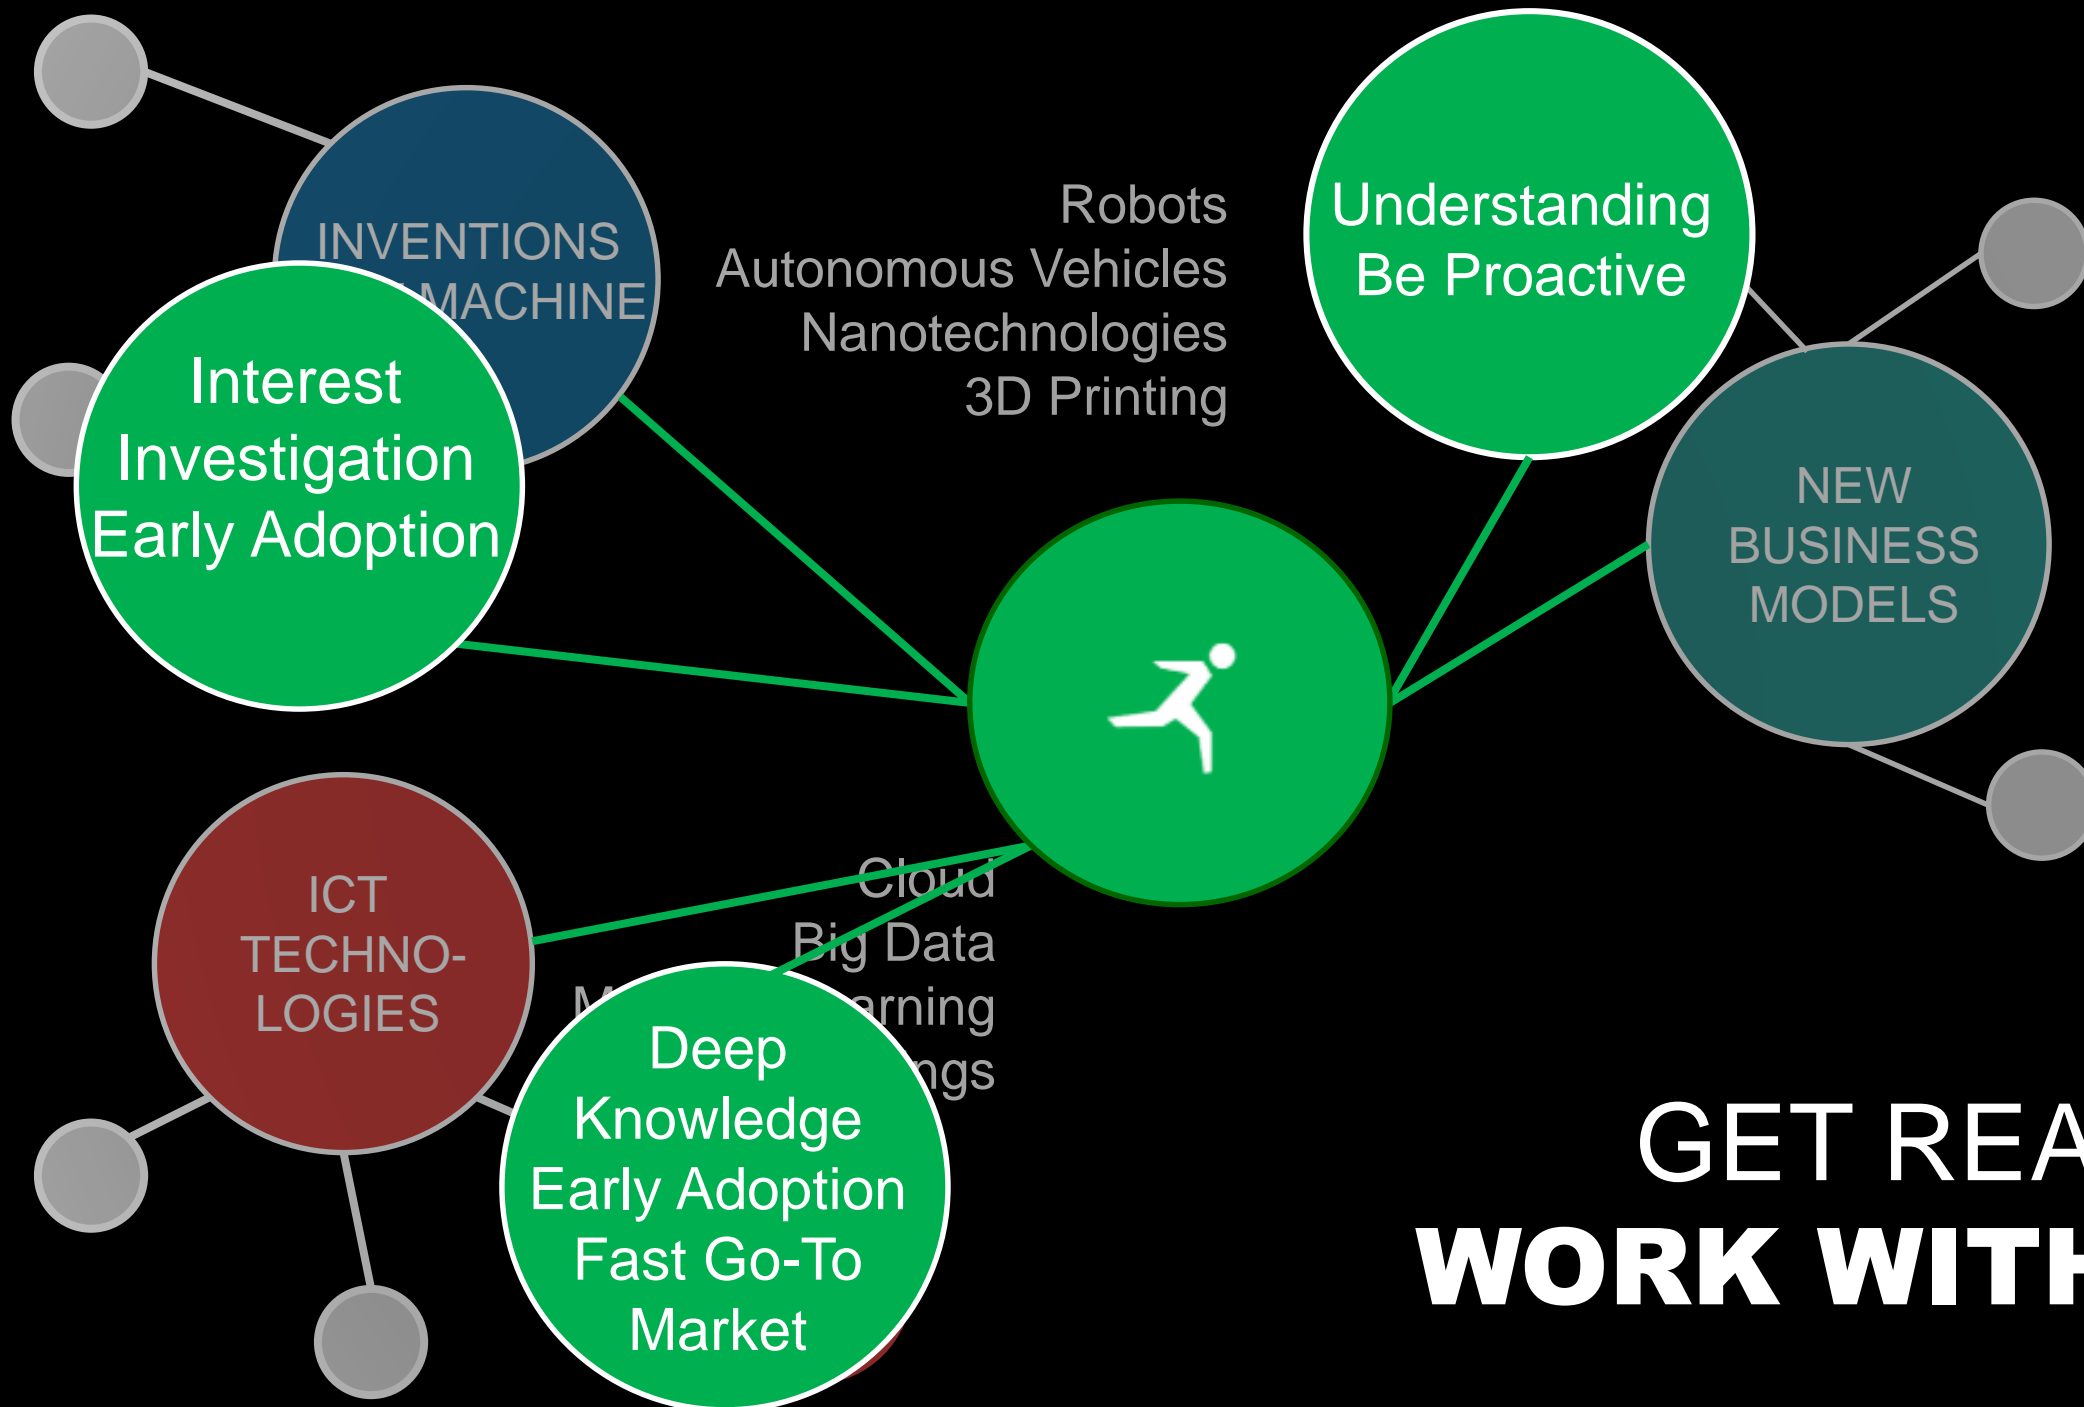 INVENTIONS
MACHINE
Interest
Investigation
Early Adoption
Robots
Autonomous Vehicles
Nanotechnologies
3D Printing
Understanding
Be Proactive
NEW
BUSINESS
MODELS
ICT
TECHNO-
LOGIES
Cloud
Big Data
Deep
Knowledge
Early Adoption
Fast Go-To
Market
GET REA
WORK WITH